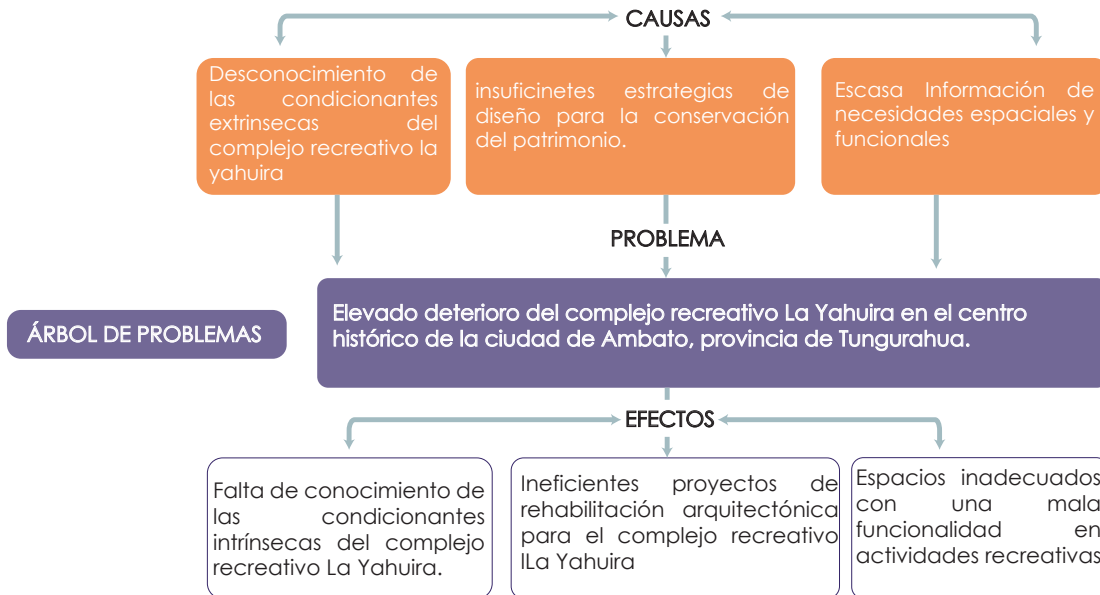 CAUSAS
Desconocimiento de
las condicionantes
extrinsecas del
complejo recreativo la
yahuira
insuficinetes estrategias de
diseño para la conservación
del patrimonio.
Escasa Información de
necesidades espaciales y
funcionales
PROBLEMA
ÁRBOL DE PROBLEMAS
Elevado deterioro del complejo recreativo La Yahuira en el centro
histórico de la ciudad de Ambato, provincia de Tungurahua.
EFECTOS
Falta de conocimiento de
las condicionantes
intrínsecas del complejo
recreativo La Yahuira.
Ineficientes proyectos de
rehabilitación arquitectónica
para el complejo recreativo
lLa Yahuira
Espacios inadecuados
con una mala
funcionalidad en
actividades recreativas